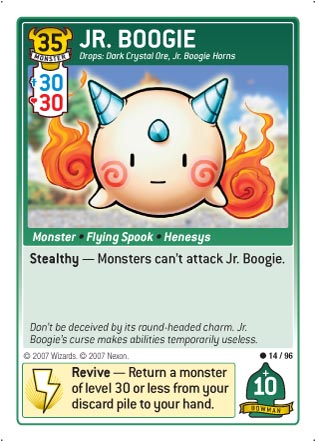 35
MONSTER
JR. BOOGIE
Drops: Dark Crystal Ore, Jr. Boogie Horns
30
30
Monster • Flying Spook • Henesys
Stealthy — Monsters can't attack Jr. Boogie.
Don't be deceived by its round-headed charm. Jr.
Boogie's curse makes abilities temporarily useless.
© 2007 Wizards. © 2007 Nexon.
● 14 / 96
Revive — Return a monster
of level 30 or less from your
discard pile to your hand.
+
10
BOWMAN